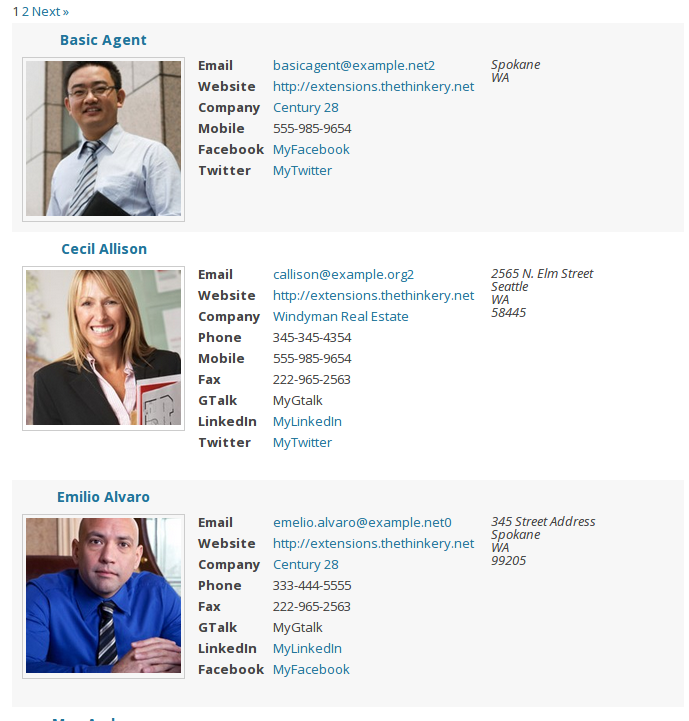 1 2 Next »
Basic Agent
Email basicagent@example.net2 Spokane
WA
Website http://extensions.thethinkery.net
Company Century 28
Mobile 555-985-9654
Facebook MyFacebook
Twitter MyTwitter
Cecil Allison
Email callison@example.org2 2565 N. Elm Street
Seattle
Website http://extensions.thethinkery.net WA
Company Windyman Real Estate 58445
Phone 345-345-4354
Mobile 555-985-9654
Fax 222-965-2563
GTalk MyGtalk
LinkedIn MyLinkedIn
Twitter MyTwitter
Emilio Alvaro
Email emelio.alvaro@example.net0 345 Street Address
Spokane
Website http://extensions.thethinkery.net WA
Company Century 28 99205
Phone 333-444-5555
Fax 222-965-2563
GTalk MyGtalk
LinkedIn MyLinkedIn
Facebook MyFacebook